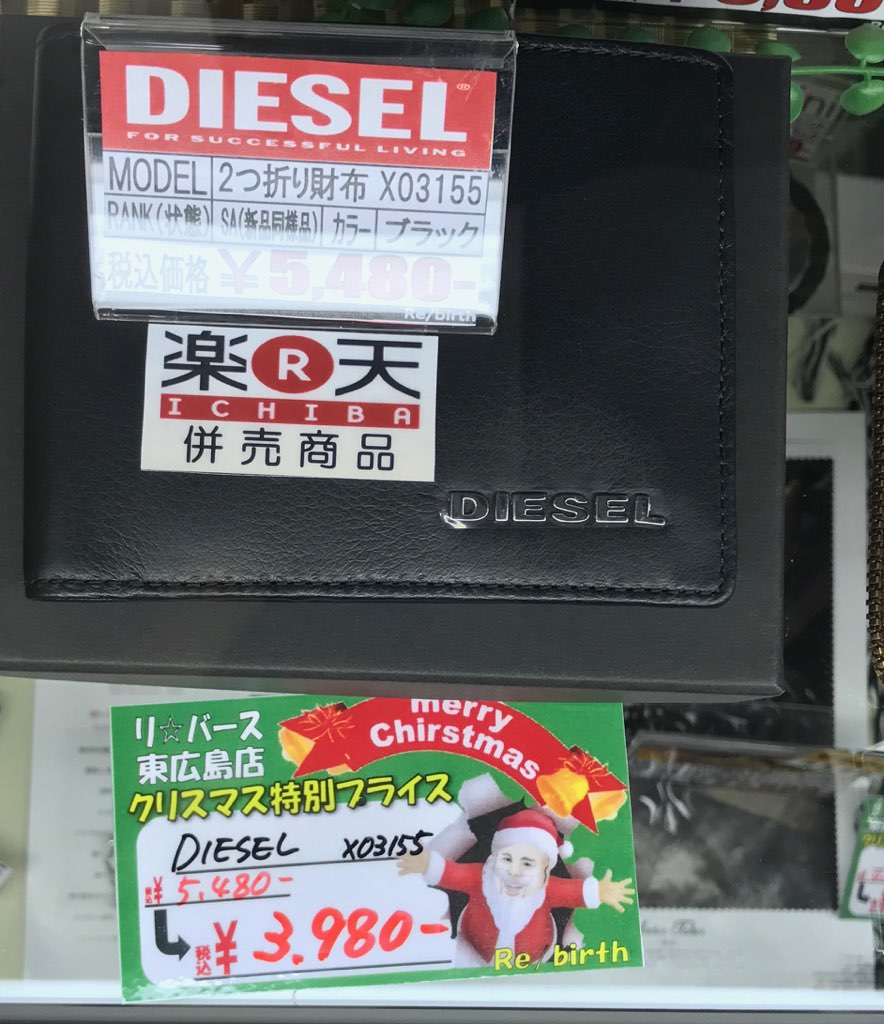 DIESEL®
FOR SUCCESSFUL LIVING
MODEL 2つ折り財布 X03155
RANK(状態) SA(新品同様品) カラー ブラック
税込価格 ¥5,480-
Re/birth
楽R天
ICHIBA
併売商品
DIESEL
merry
Chirstmas
リ☆バース
東広島店
クリスマス特別プライス
DIESEL X03155
税込 ¥5.480-
税込 ¥3.980-
Re/birth